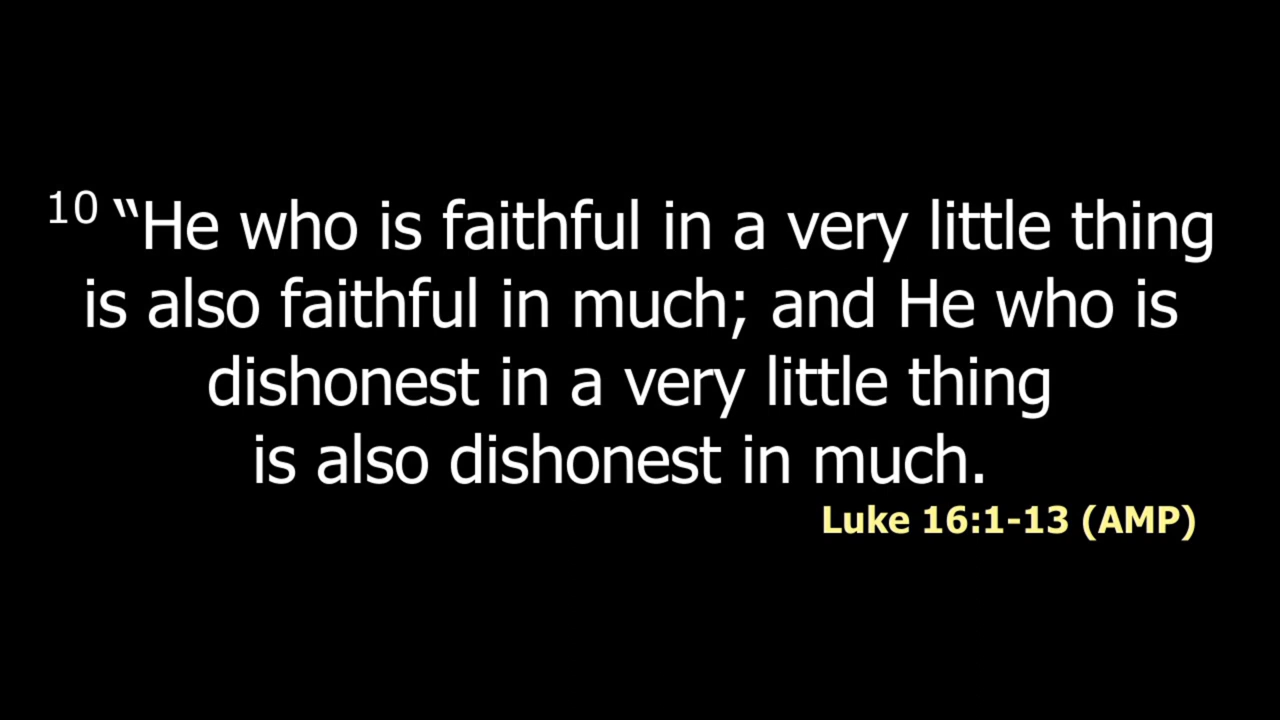 10 “He who is faithful in a very little thing
is also faithful in much; and He who is
dishonest in a very little thing
is also dishonest in much.
Luke 16:1-13 (AMP)